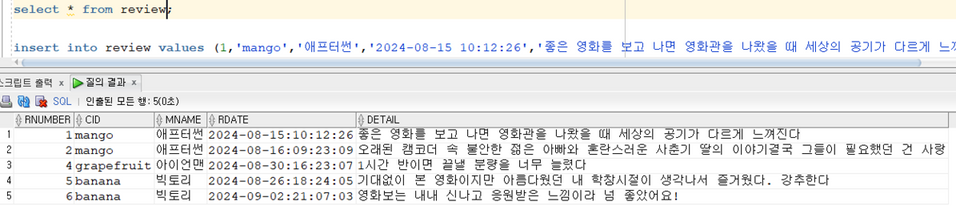 select * from review;
insert into review values (1,'mango','애프터썬','2024-08-15 10:12:26','좋은 영화를 보고 나면 영화관을 나왔을 때 세상의 공기가 다르게 느껴
스크립트 출력 x 질의 결과 x
SQL | 인출된 모든 행: 5(0초)
RNUMBER CID MNAME RDATE DETAIL
1 1 mango 애프터썬 2024-08-15:10:12:26 좋은 영화를 보고 나면 영화관을 나왔을 때 세상의 공기가 다르게 느껴진다
2 2 mango 애프터썬 2024-08-16:09:23:09 오래된 캠코더 속 불안한 젊은 아빠와 혼란스러운 사춘기 딸의 이야기결국 그들이 필요했던 건 사랑
3 4 grapefruit 아이언맨 2024-08-30:16:23:07 1시간 반이면 끝낼 분량을 너무 늘렸다
4 5 banana 빅토리 2024-08-26:18:24:05 기대없이 본 영화이지만 아름다웠던 내 학창시절이 생각나서 즐거웠다. 강추한다
5 6 banana 빅토리 2024-09-02:21:07:03 영화보는 내내 신나고 응원받은 느낌이라 넘 좋았어요!